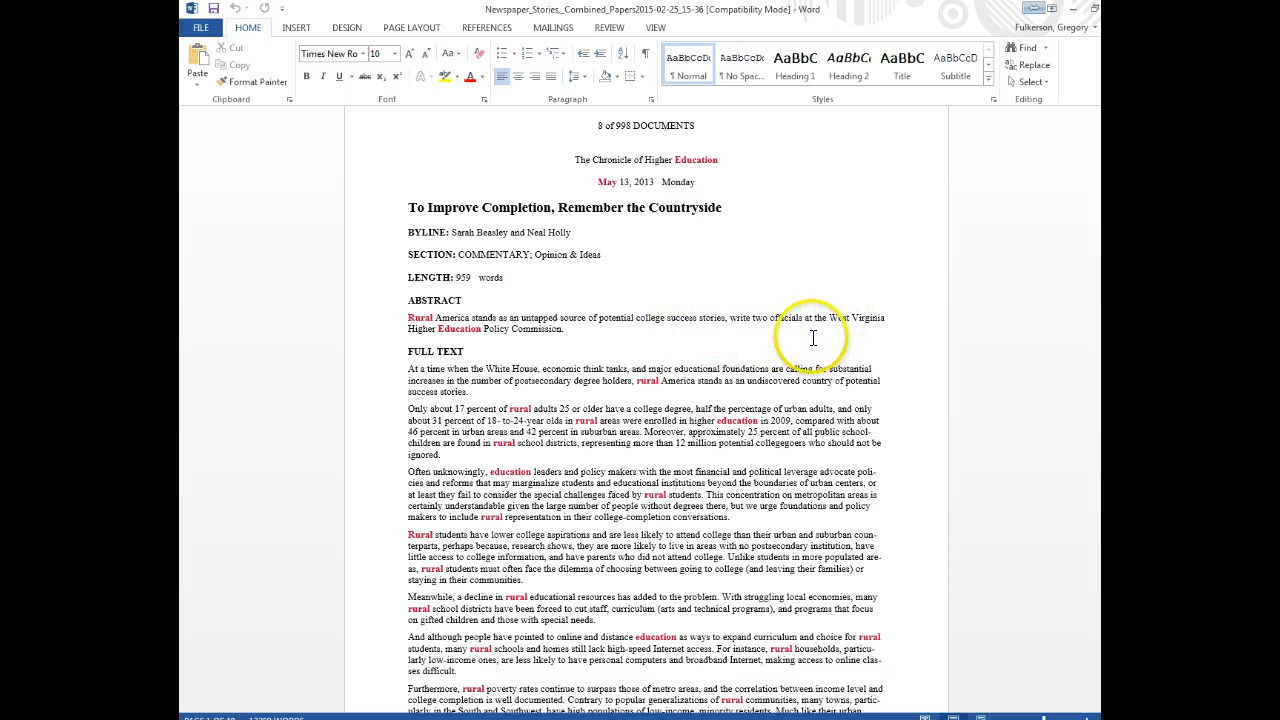 Newspaper_Stories_Combined_Papers2015-02-25_15-36 [Compatibility Mode] - Word
FILE HOME INSERT DESIGN PAGE LAYOUT REFERENCES MAILINGS REVIEW VIEW Fulkerson, Gregory
Cut
Copy
Format Painter
Paste
Clipboard
Times New Ro 10
Font
Paragraph
AaBbCcDc AaBbCcDc AaBbC AaBbCc AaBbC AaBbCcD
¶ Normal ¶ No Spac... Heading 1 Heading 2 Title Subtitle
Styles
Find
Replace
Select
Editing
8 of 998 DOCUMENTS
The Chronicle of Higher Education
May 13, 2013 Monday
To Improve Completion, Remember the Countryside
BYLINE: Sarah Beasley and Neal Holly
SECTION: COMMENTARY; Opinion & Ideas
LENGTH: 959 words
ABSTRACT
Rural America stands as an untapped source of potential college success stories, write two officials at the West Virginia
Higher Education Policy Commission.
FULL TEXT
At a time when the White House, economic think tanks, and major educational foundations are calling for substantial
increases in the number of postsecondary degree holders, rural America stands as an undiscovered country of potential
success stories.
Only about 17 percent of rural adults 25 or older have a college degree, half the percentage of urban adults, and only
about 31 percent of 18- to-24-year olds in rural areas were enrolled in higher education in 2009, compared with about
46 percent in urban areas and 42 percent in suburban areas. Moreover, approximately 25 percent of all public school-
children are found in rural school districts, representing more than 12 million potential collegegoers who should not be
ignored.
Often unknowingly, education leaders and policy makers with the most financial and political leverage advocate poli-
cies and reforms that may marginalize students and educational institutions beyond the boundaries of urban centers, or
at least they fail to consider the special challenges faced by rural students. This concentration on metropolitan areas is
certainly understandable given the large number of people without degrees there, but we urge foundations and policy
makers to include rural representation in their college-completion conversations.
Rural students have lower college aspirations and are less likely to attend college than their urban and suburban coun-
terparts, perhaps because, research shows, they are more likely to live in areas with no postsecondary institution, have
little access to college information, and have parents who did not attend college. Unlike students in more populated are-
as, rural students must often face the dilemma of choosing between going to college (and leaving their families) or
staying in their communities.
Meanwhile, a decline in rural educational resources has added to the problem. With struggling local economies, many
rural school districts have been forced to cut staff, curriculum (arts and technical programs), and programs that focus
on gifted children and those with special needs.
And although people have pointed to online and distance education as ways to expand curriculum and choice for rural
students, many rural schools and homes still lack high-speed Internet access. For instance, rural households, particu-
larly low-income ones, are less likely to have personal computers and broadband Internet, making access to online clas-
ses difficult.
Furthermore, rural poverty rates continue to surpass those of metro areas, and the correlation between income level and
college completion is well documented. Contrary to popular generalizations of rural communities, many towns, partic-
ularly in the South and Southwest, have high populations of low-income, minority residents. Much like their urban